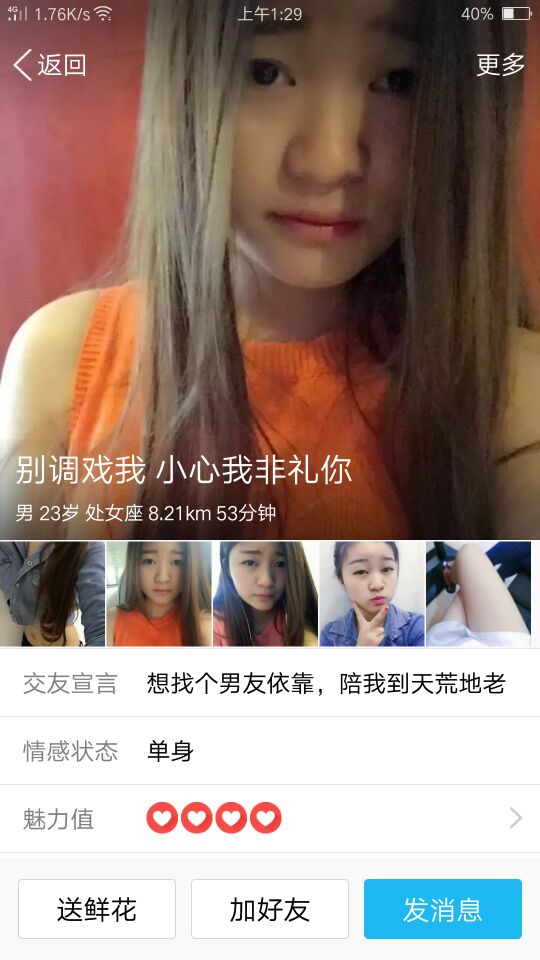 4G 1.76K/s 上午1:29 40%
返回 更多
别调戏我 小心我非礼你
男 23岁 处女座 8.21km 53分钟
交友宣言 想找个男友依靠，陪我到天荒地老
情感状态 单身
魅力值
送鲜花 加好友 发消息